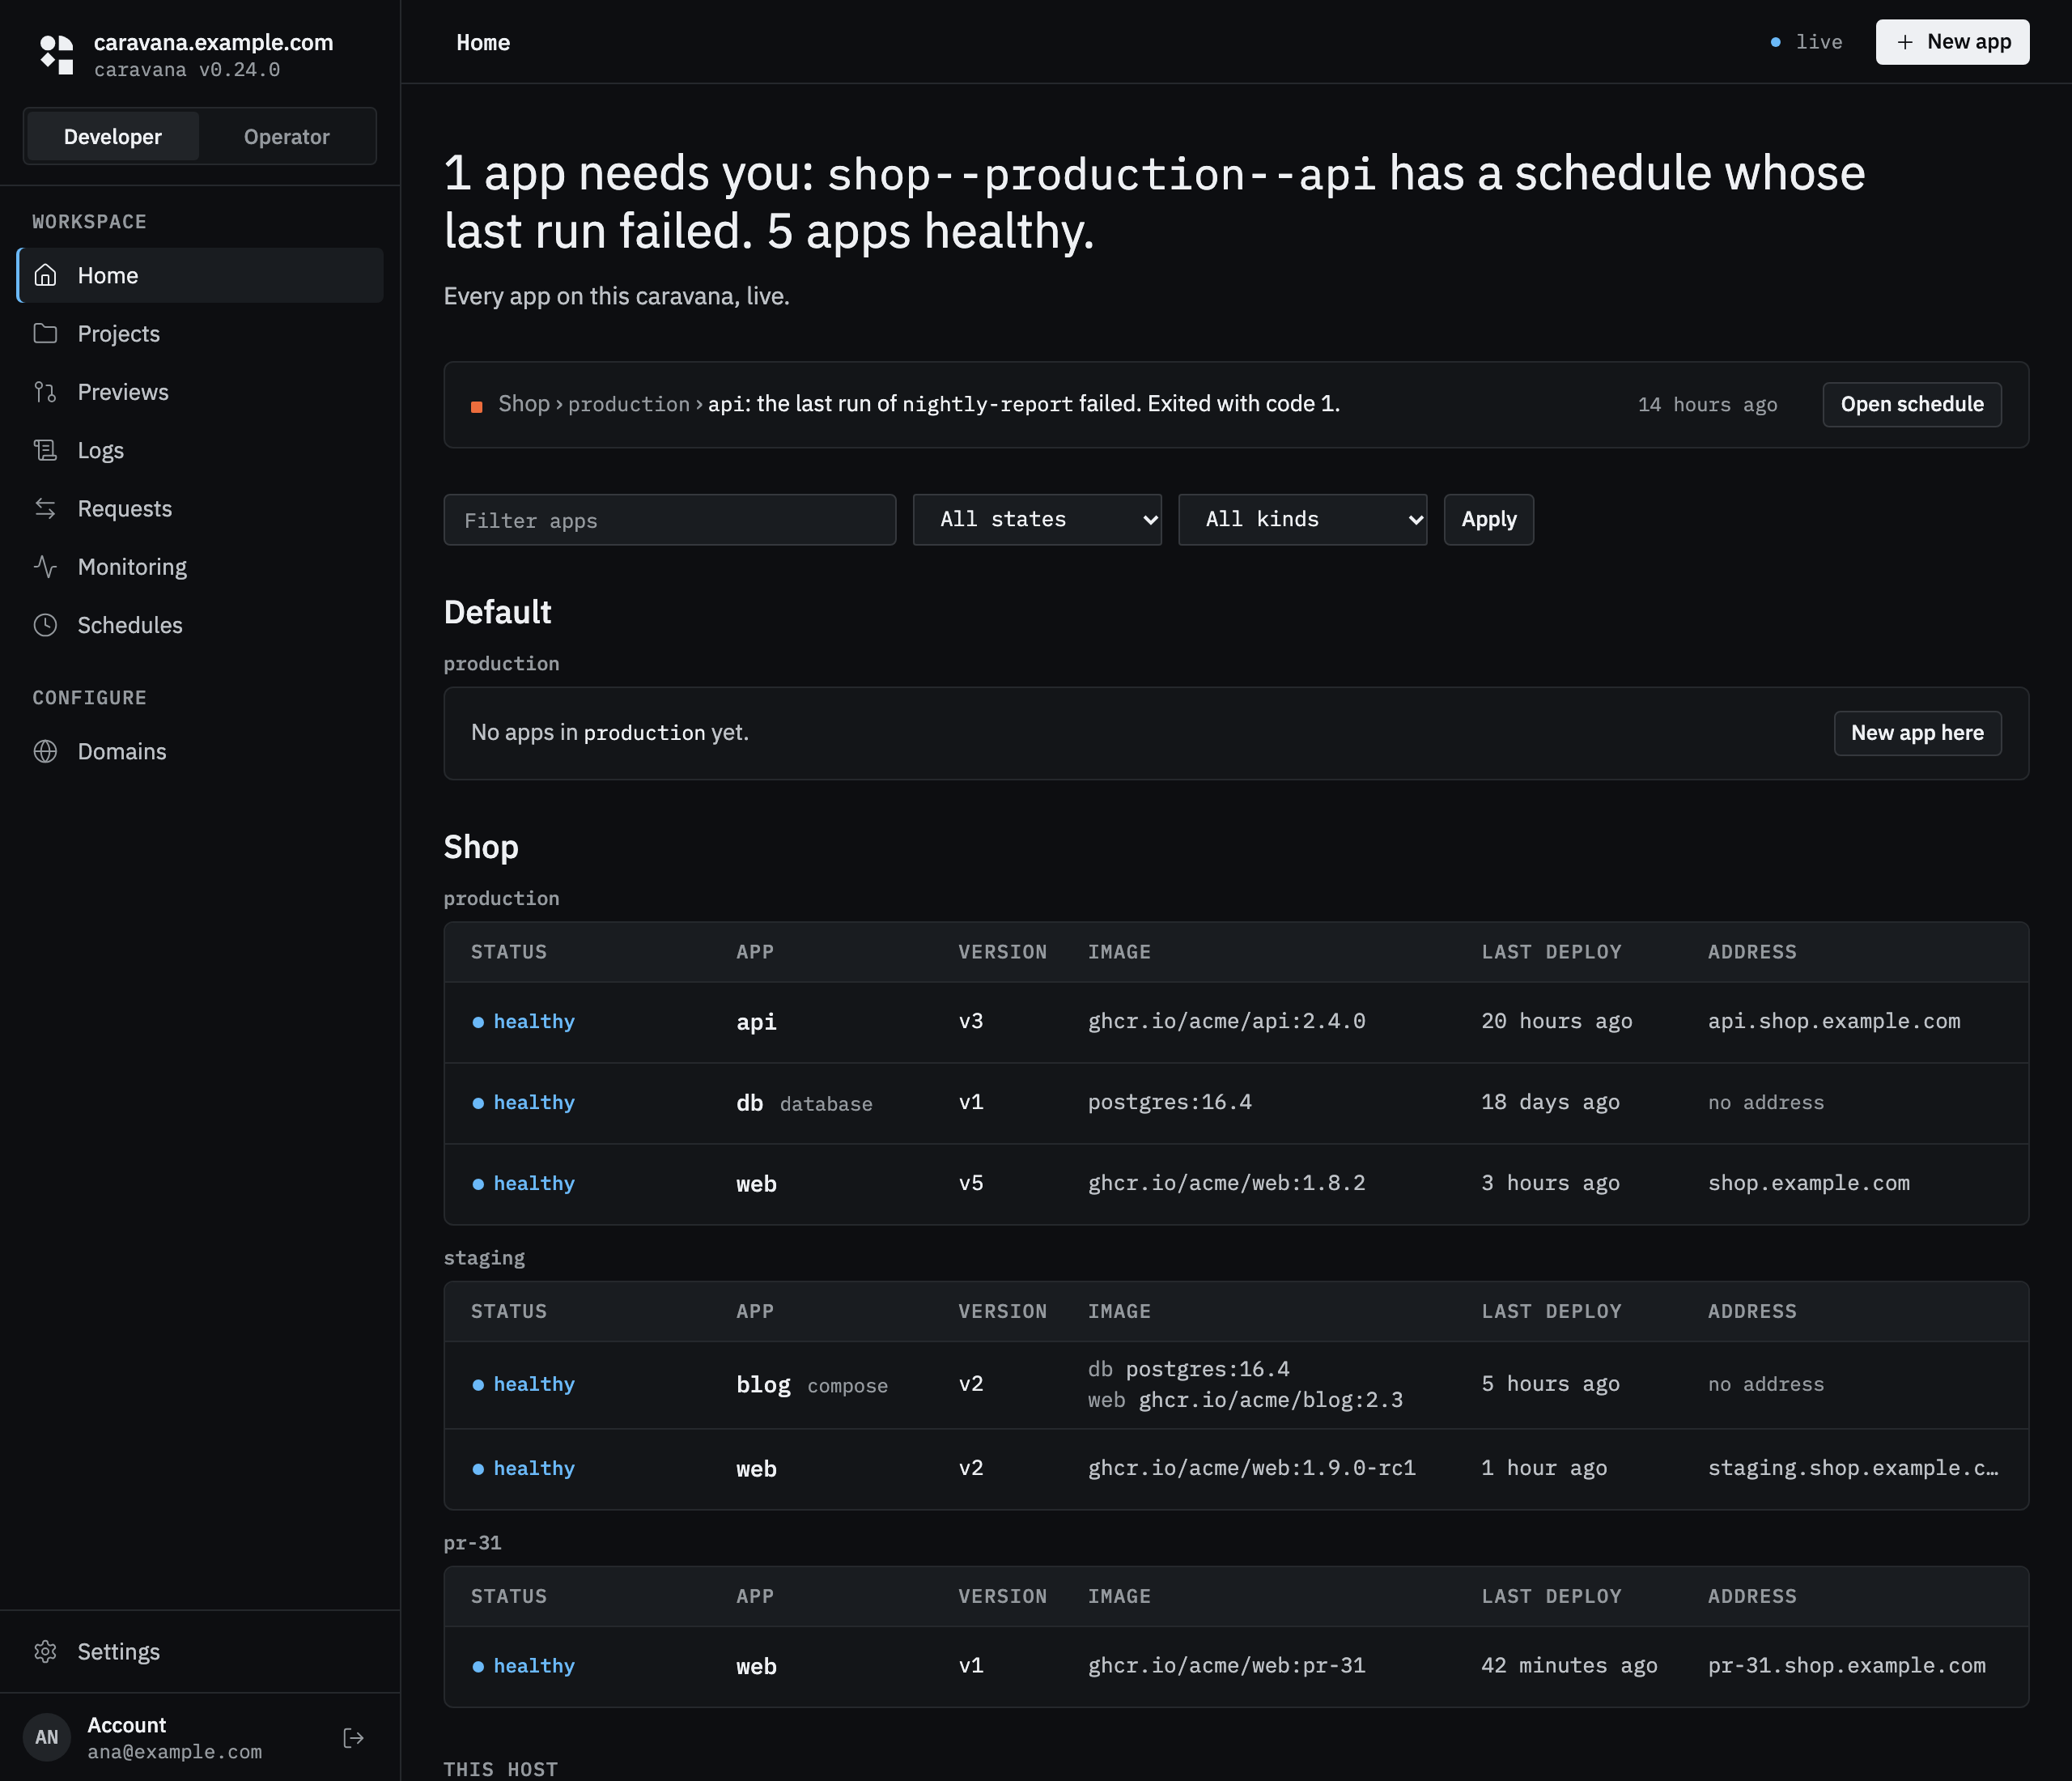 caravana.example.com
caravana v0.24.0
Developer Operator
WORKSPACE
Home
Projects
Previews
Logs
Requests
Monitoring
Schedules
CONFIGURE
Domains
Settings
AN
Account
ana@example.com
Home
live
New app
1 app needs you: shop--production--api has a schedule whose
last run failed. 5 apps healthy.
Every app on this caravana, live.
Shop › production › api: the last run of nightly-report failed. Exited with code 1. 14 hours ago Open schedule
Filter apps All states All kinds Apply
Default
production
No apps in production yet. New app here
Shop
production
STATUS APP VERSION IMAGE LAST DEPLOY ADDRESS
healthy api v3 ghcr.io/acme/api:2.4.0 20 hours ago api.shop.example.com
healthy db database v1 postgres:16.4 18 days ago no address
healthy web v5 ghcr.io/acme/web:1.8.2 3 hours ago shop.example.com
staging
STATUS APP VERSION IMAGE LAST DEPLOY ADDRESS
healthy blog compose v2 db postgres:16.4 5 hours ago no address
web ghcr.io/acme/blog:2.3
healthy web v2 ghcr.io/acme/web:1.9.0-rc1 1 hour ago staging.shop.example.c…
pr-31
STATUS APP VERSION IMAGE LAST DEPLOY ADDRESS
healthy web v1 ghcr.io/acme/web:pr-31 42 minutes ago pr-31.shop.example.com
THIS HOST